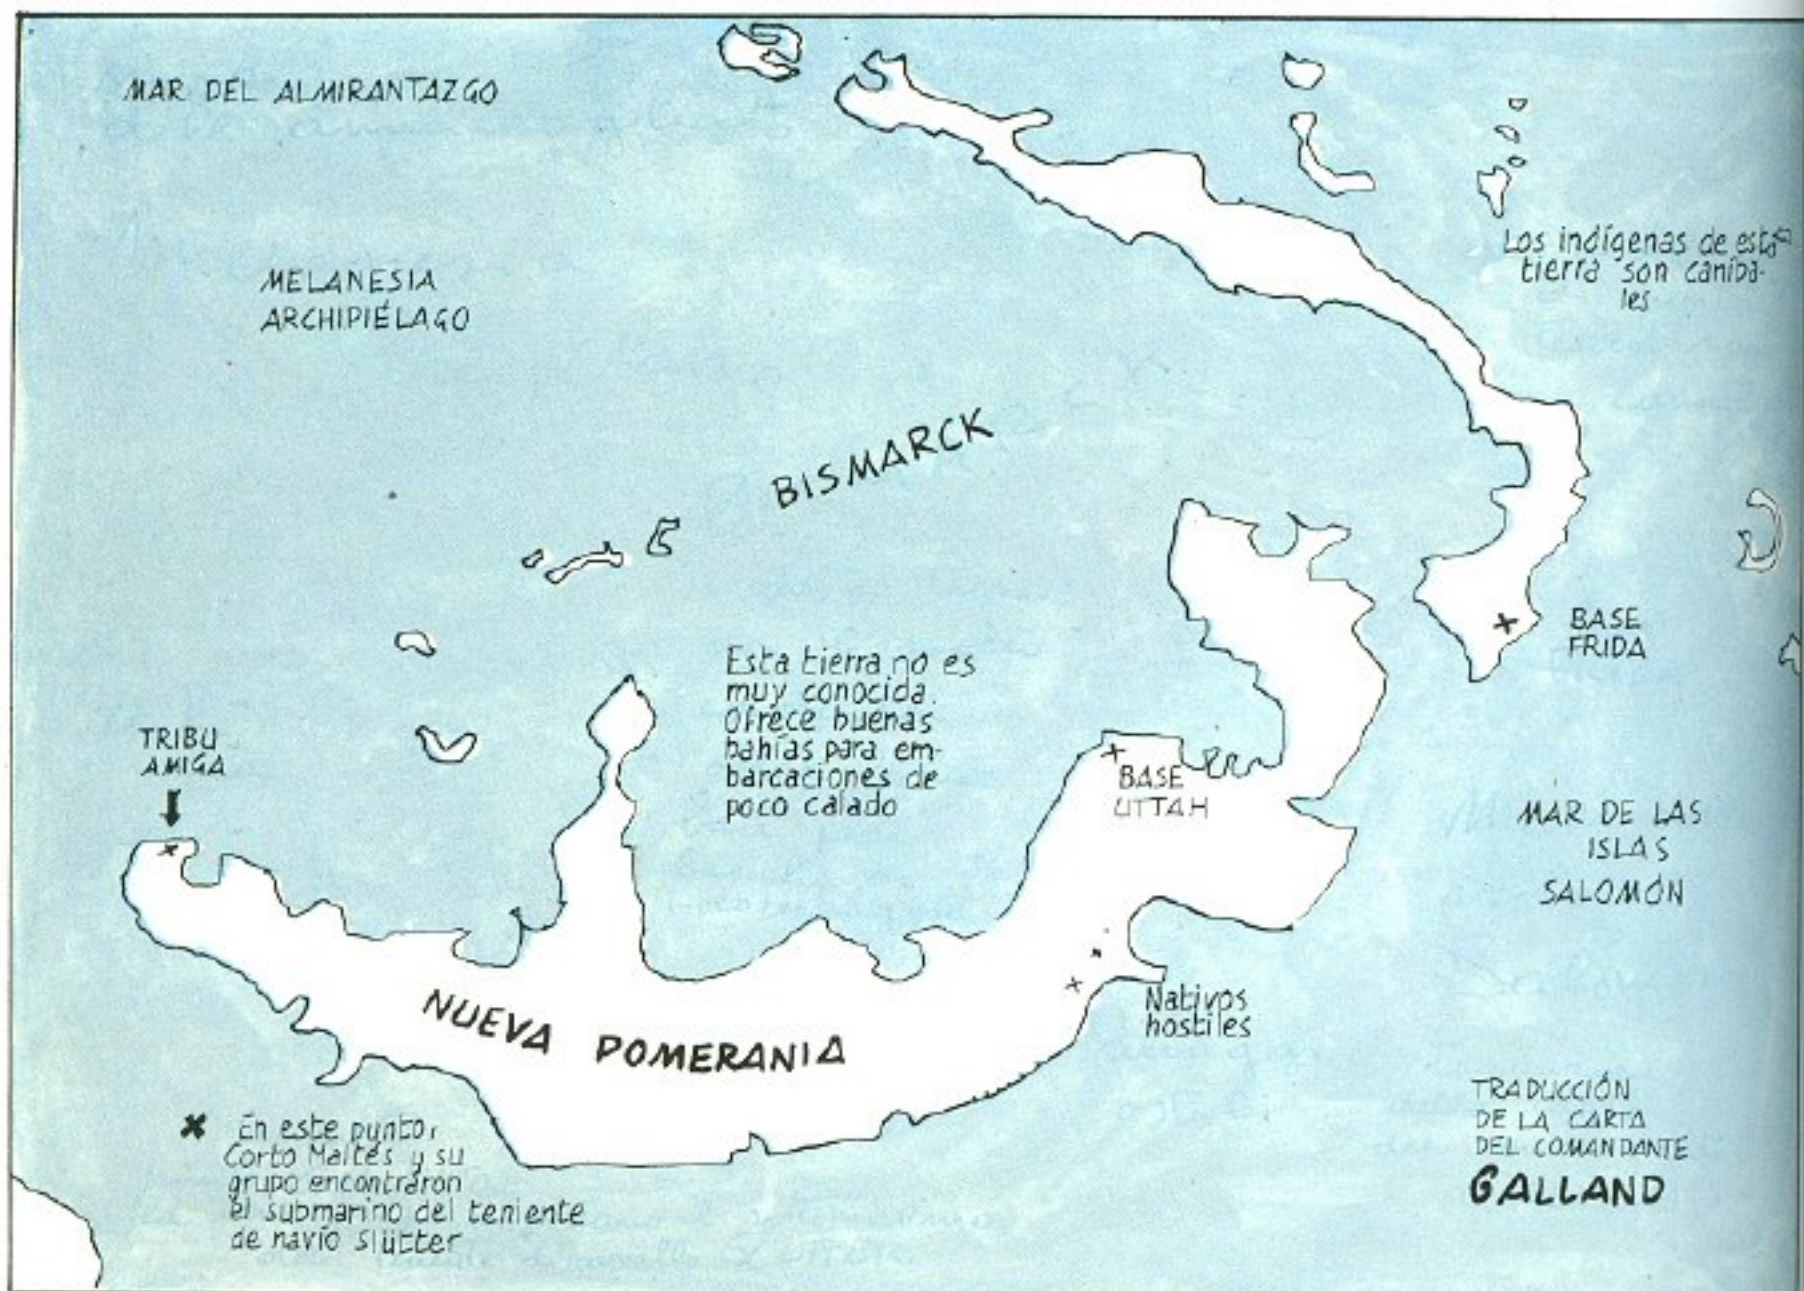 MAR DEL ALMIRANTAZGO
MELANESIA
ARCHIPIÉLAGO
Los indígenas de esta
tierra son caníba-
les
BISMARCK
BASE
FRIDA
Esta tierra no es
muy conocida.
Ofrece buenas
bahías para em-
barcaciones de
poco calado
TRIBU
AMIGA
BASE
UTTAH
MAR DE LAS
ISLAS
SALOMÓN
NUEVA POMERANIA
Nativos
hostiles
En este punto,
Corto Maltés y su
grupo encontraron
el submarino del teniente
de navío Slütter
TRADUCCIÓN
DE LA CARTA
DEL COMANDANTE
GALLAND